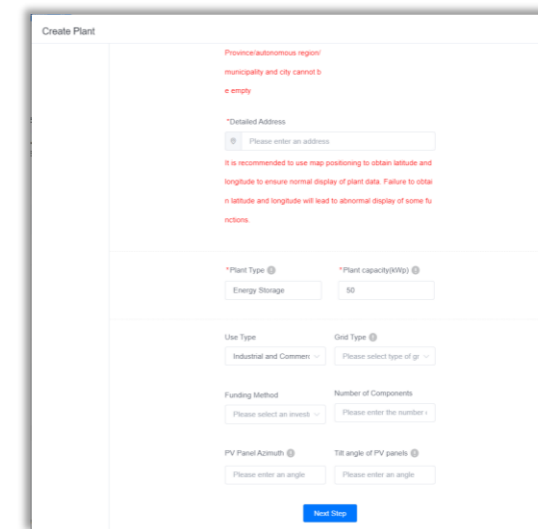 Create Plant
Province/autonomous region/
municipality and city cannot b
e empty
*Detailed Address
Please enter an address
It is recommended to use map positioning to obtain latitude and
longitude to ensure normal display of plant data. Failure to obtai
n latitude and longitude will lead to abnormal display of some fu
nctions.
*Plant Type ? *Plant capacity(kWp) ?
Energy Storage 50
Use Type Grid Type ?
Industrial and Commerc Please select type of gr
Funding Method Number of Components
Please select an investi Please enter the number
PV Panel Azimuth ? Tilt angle of PV panels ?
Please enter an angle Please enter an angle
Next Step